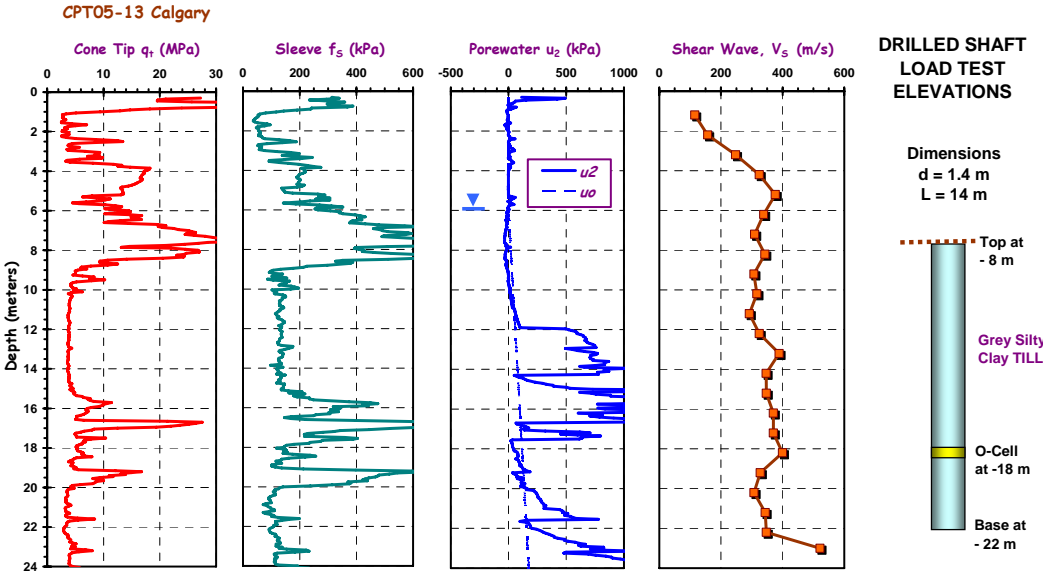 CPT05-13 Calgary
Cone Tip qt (MPa)
0 10 20 30
Sleeve fS (kPa)
0 200 400 600
Porewater u2 (kPa)
-500 0 500 1000
Shear Wave, VS (m/s)
0 200 400 600
Depth (meters)
0
2
4
6
8
10
12
14
16
18
20
22
24
u2
uo
DRILLED SHAFT
LOAD TEST
ELEVATIONS
Dimensions
d = 1.4 m
L = 14 m
Top at
- 8 m
Grey Silty
Clay TILL
O-Cell
at -18 m
Base at
- 22 m